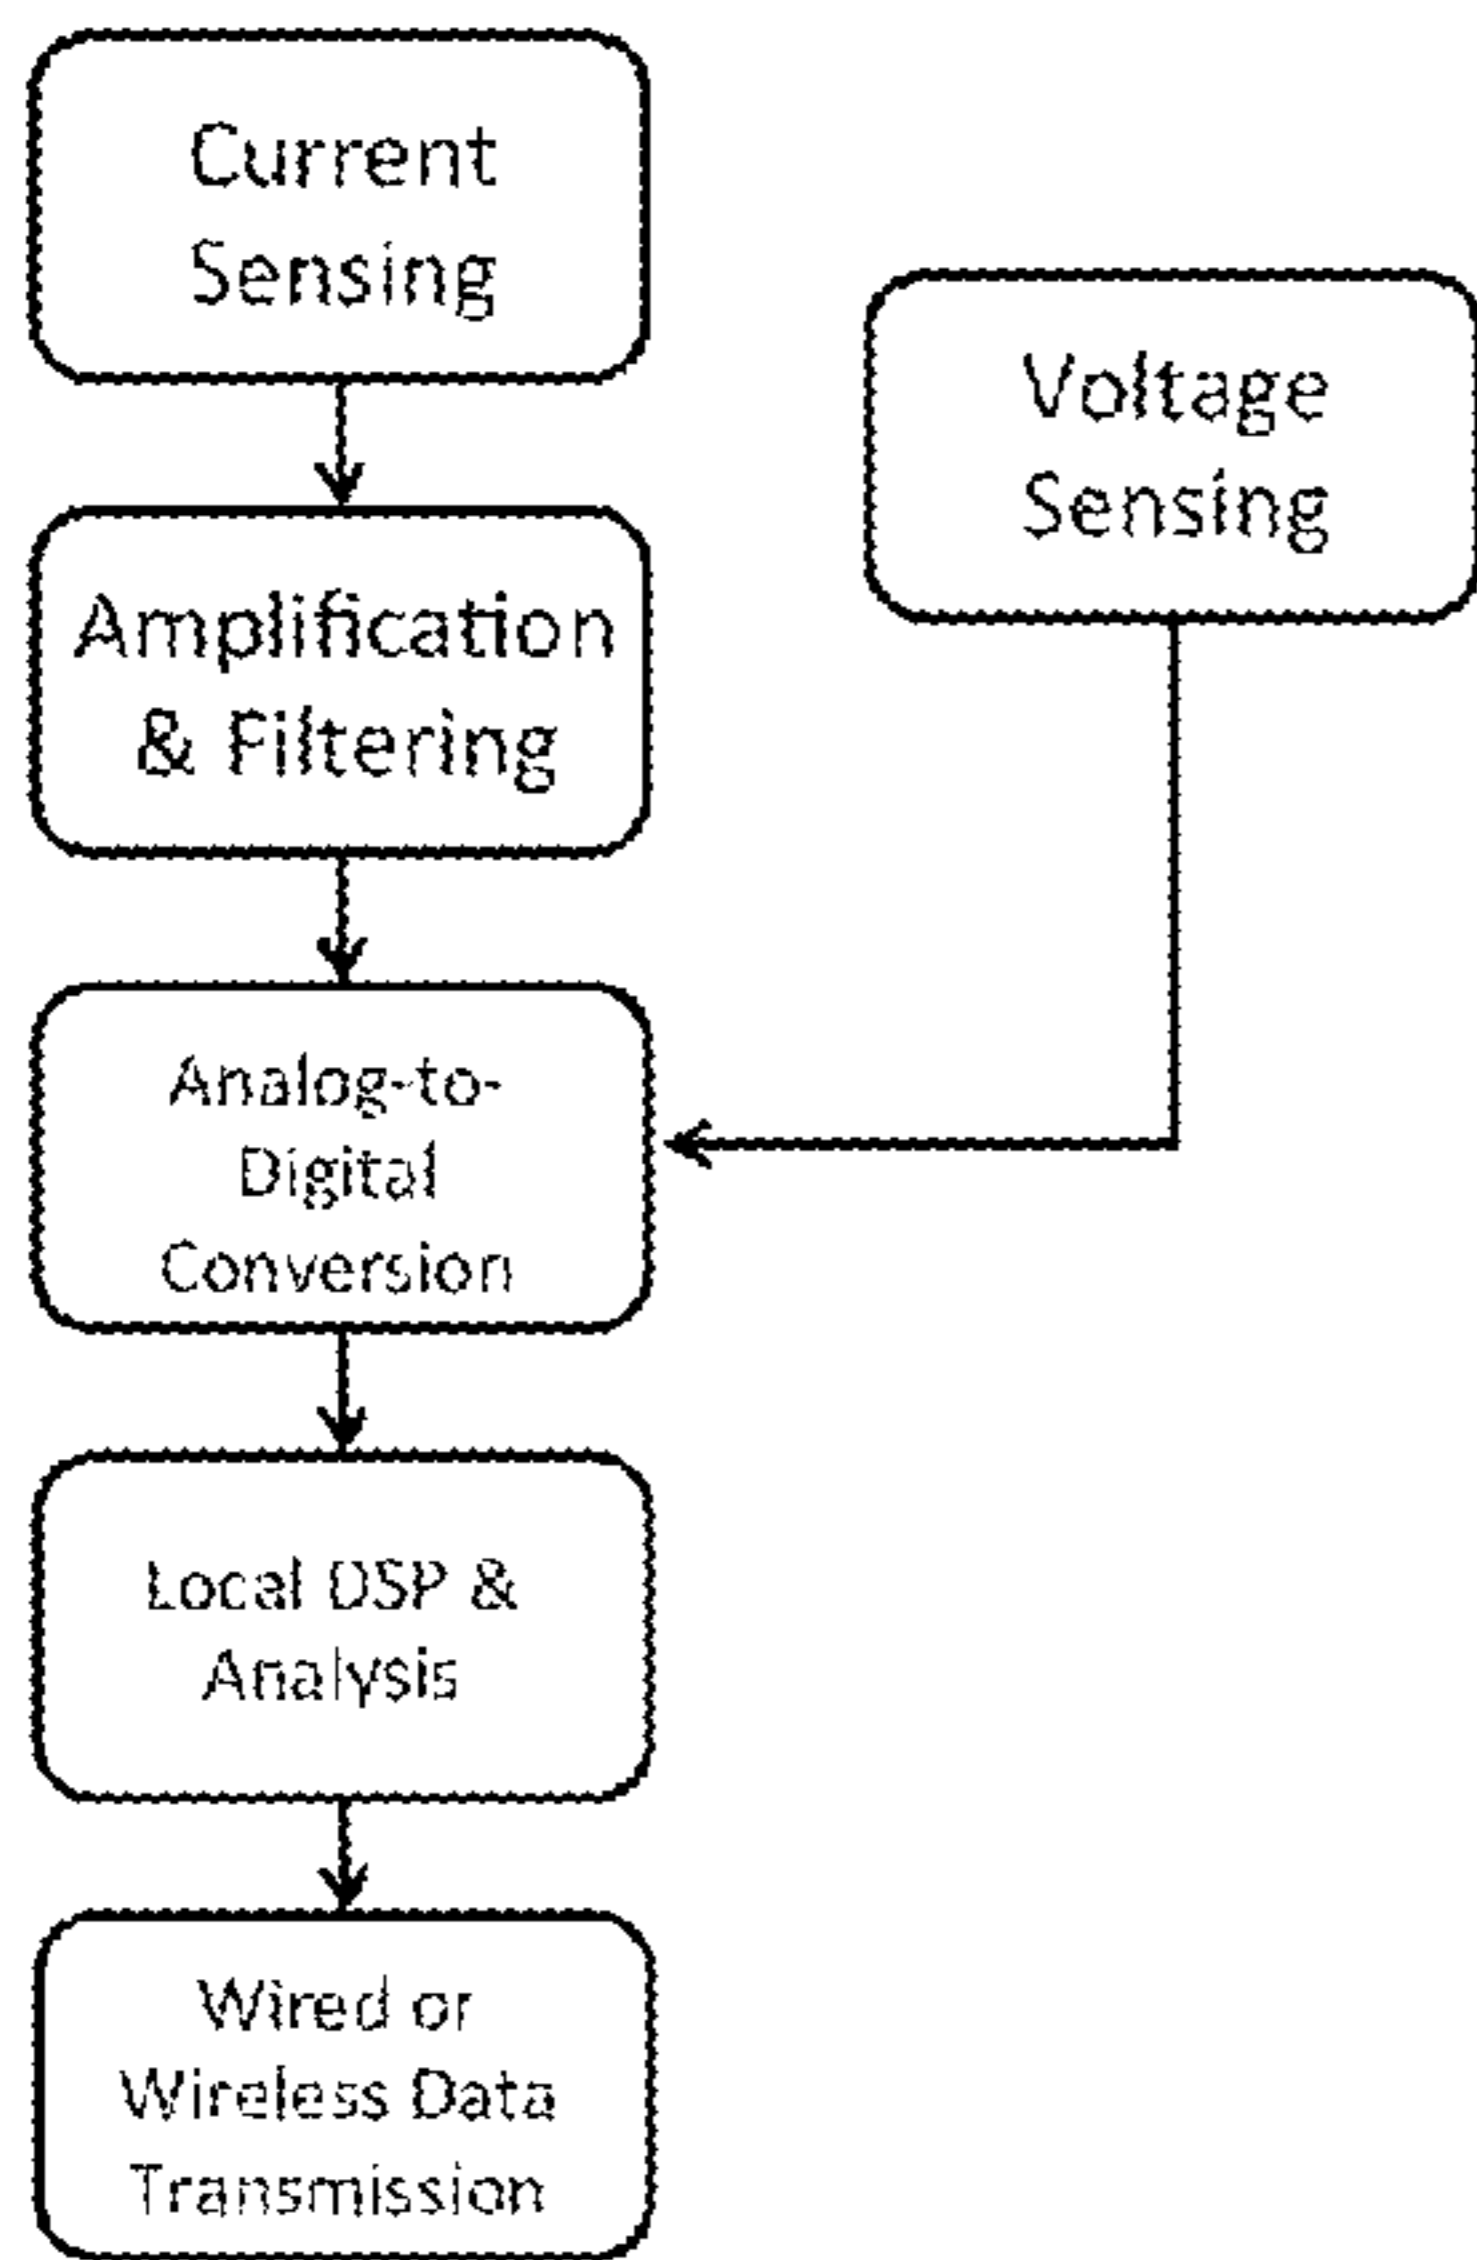 Current
Sensing
Voltage
Sensing
Amplification
& Filtering
Analog-to-
Digital
Conversion
Local DSP &
Analysis
Wired or
Wireless Data
Transmission